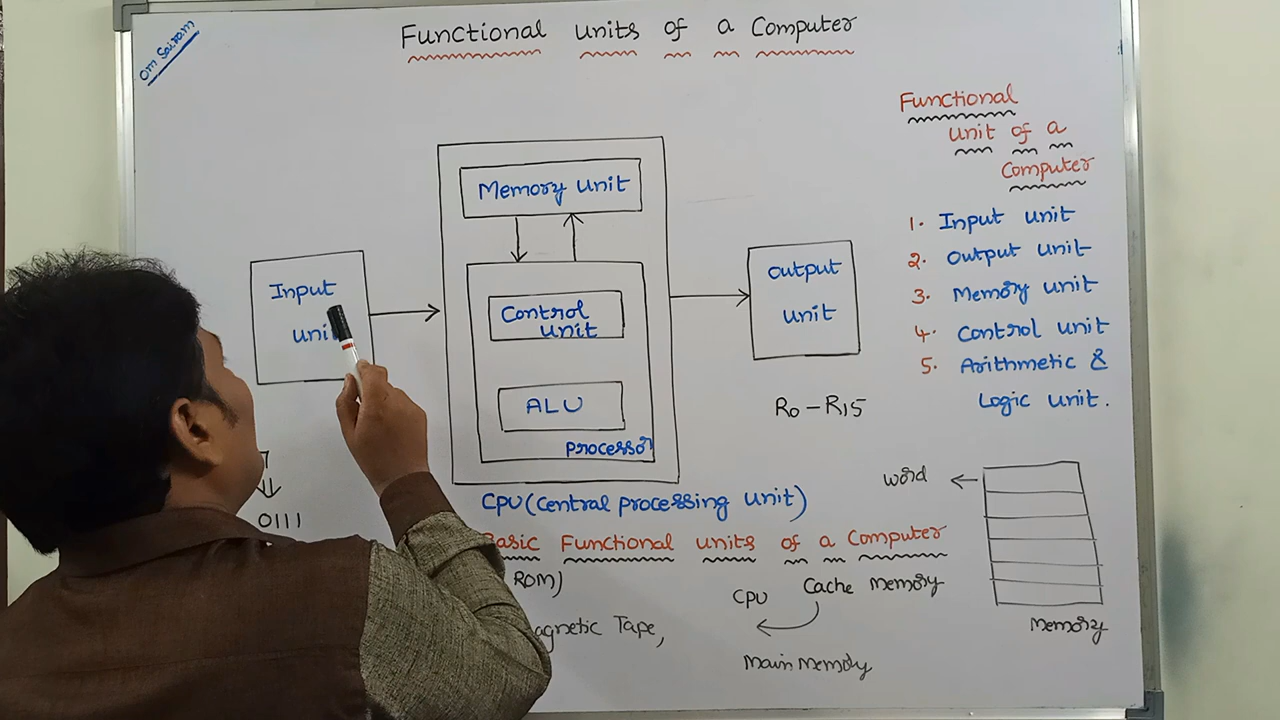 Om Sairam
Functional units of a Computer
Functional
unit of a
Computer
1. Input unit
2. Output unit
3. Memory unit
4. Control unit
5. Arithmetic &
Logic unit.
Memory unit
Input
unit
Control
unit
ALU
processor
output
unit
R0 - R15
CPU (central processing unit)
Basic Functional units of a Computer
0111
ROM)
agnetic Tape,
CPU
Cache Memory
Main Memory
word
Memory